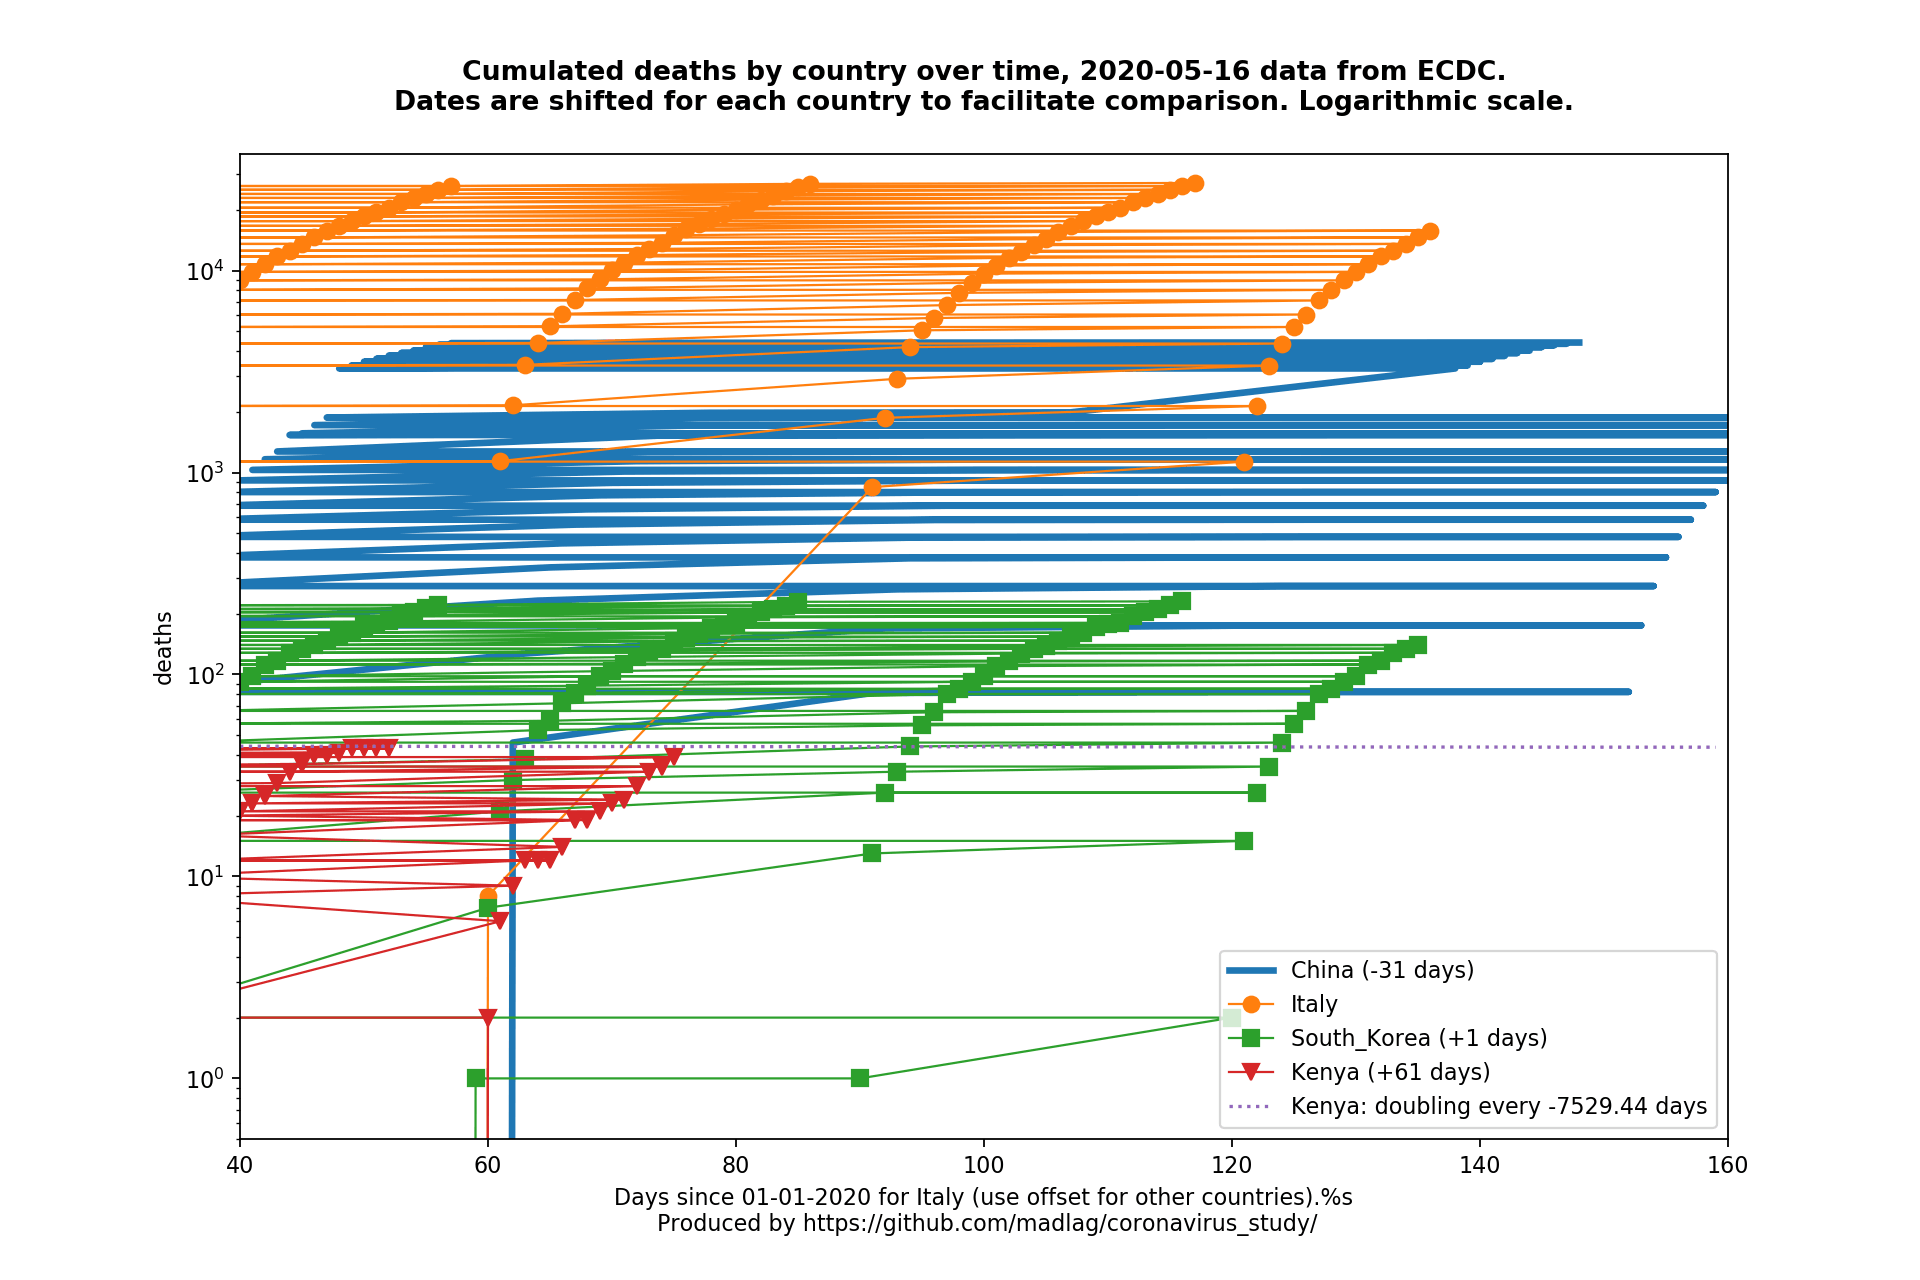 Cumulated deaths by country over time, 2020-05-16 data from ECDC.
Dates are shifted for each country to facilitate comparison. Logarithmic scale.
deaths
10⁴
10³
10²
10¹
10⁰
40 60 80 100 120 140 160
China (-31 days)
Italy
South_Korea (+1 days)
Kenya (+61 days)
Kenya: doubling every -7529.44 days
Days since 01-01-2020 for Italy (use offset for other countries).%s
Produced by https://github.com/madlag/coronavirus_study/